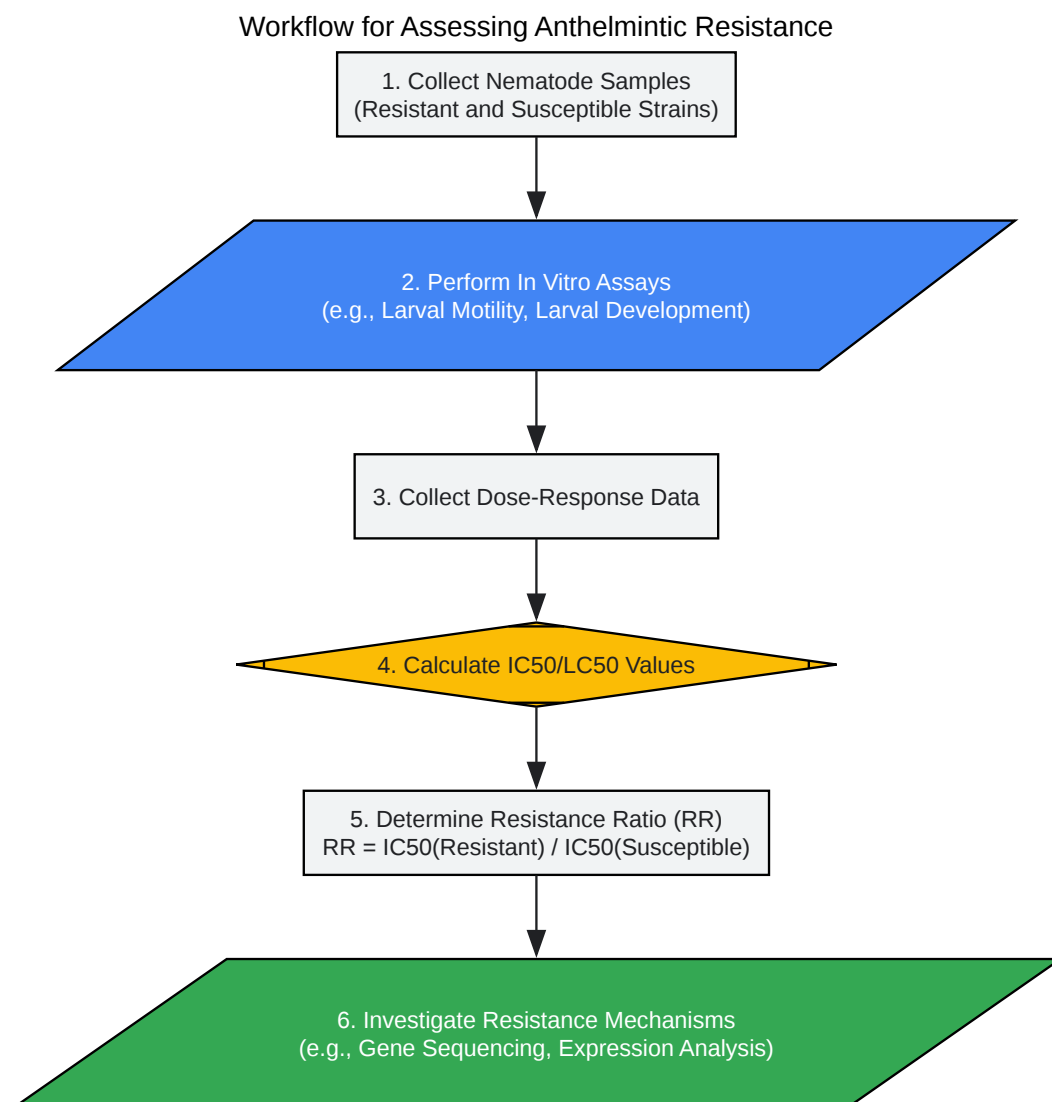 Workflow for Assessing Anthelmintic Resistance
1. Collect Nematode Samples
(Resistant and Susceptible Strains)
2. Perform In Vitro Assays
(e.g., Larval Motility, Larval Development)
3. Collect Dose-Response Data
4. Calculate IC50/LC50 Values
5. Determine Resistance Ratio (RR)
RR = IC50(Resistant) / IC50(Susceptible)
6. Investigate Resistance Mechanisms
(e.g., Gene Sequencing, Expression Analysis)